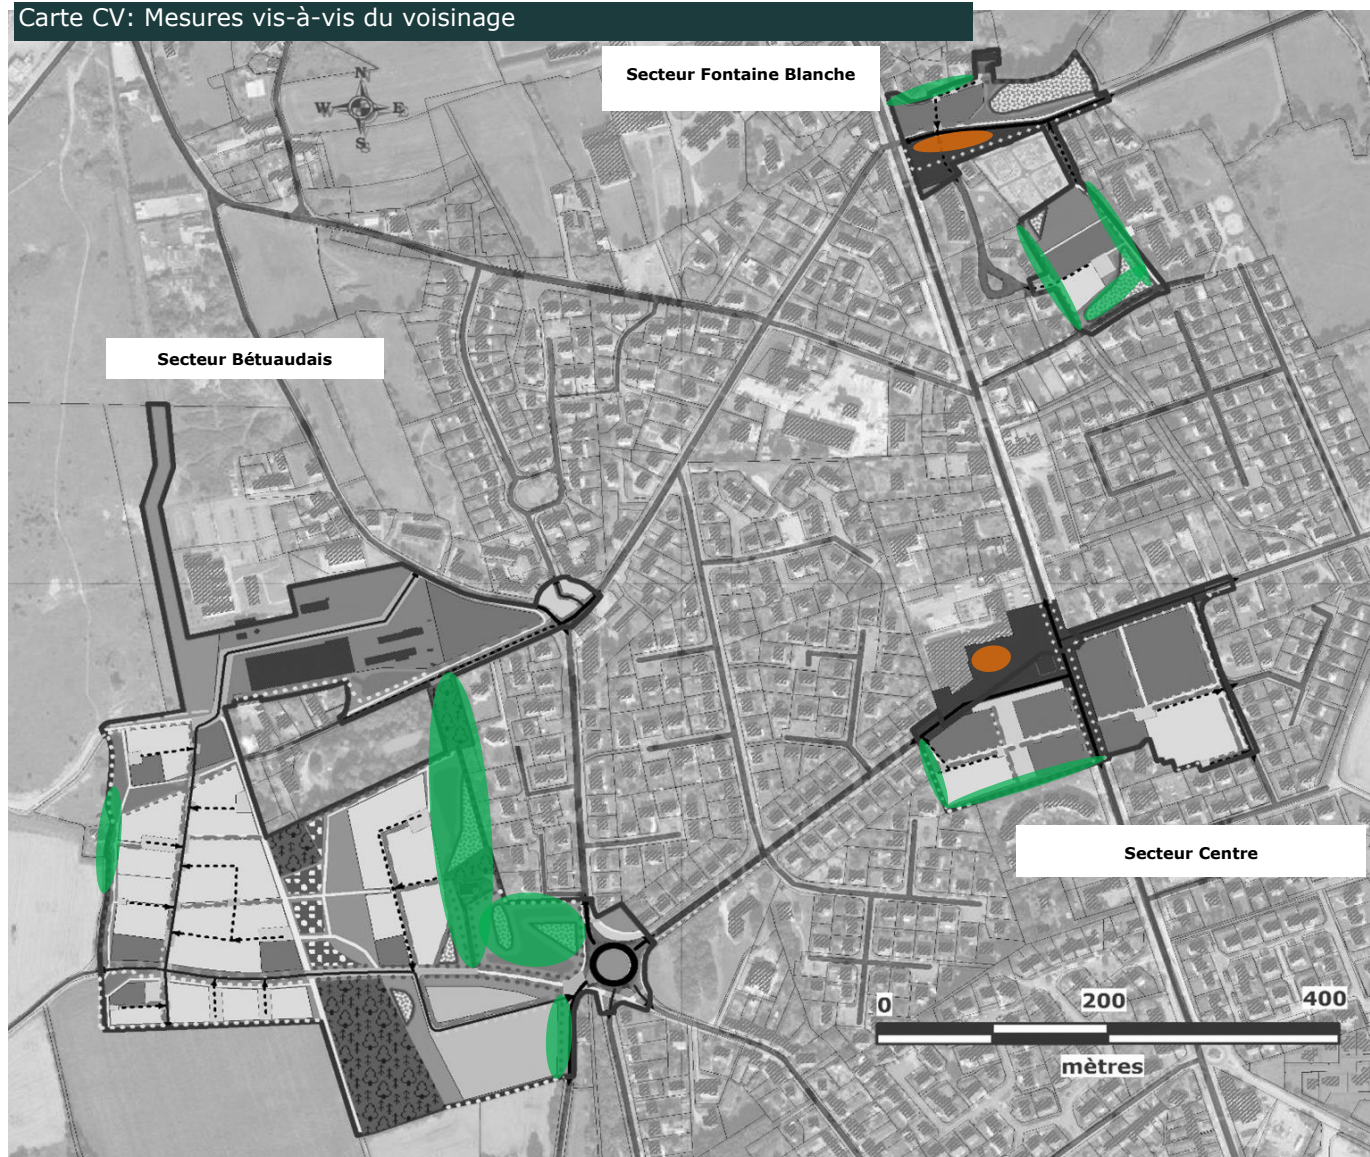 Carte CV: Mesures vis-à-vis du voisinage
Secteur Fontaine Blanche
N
W E
S
Secteur Bétuaudais
Secteur Centre
0 200 400
mètres